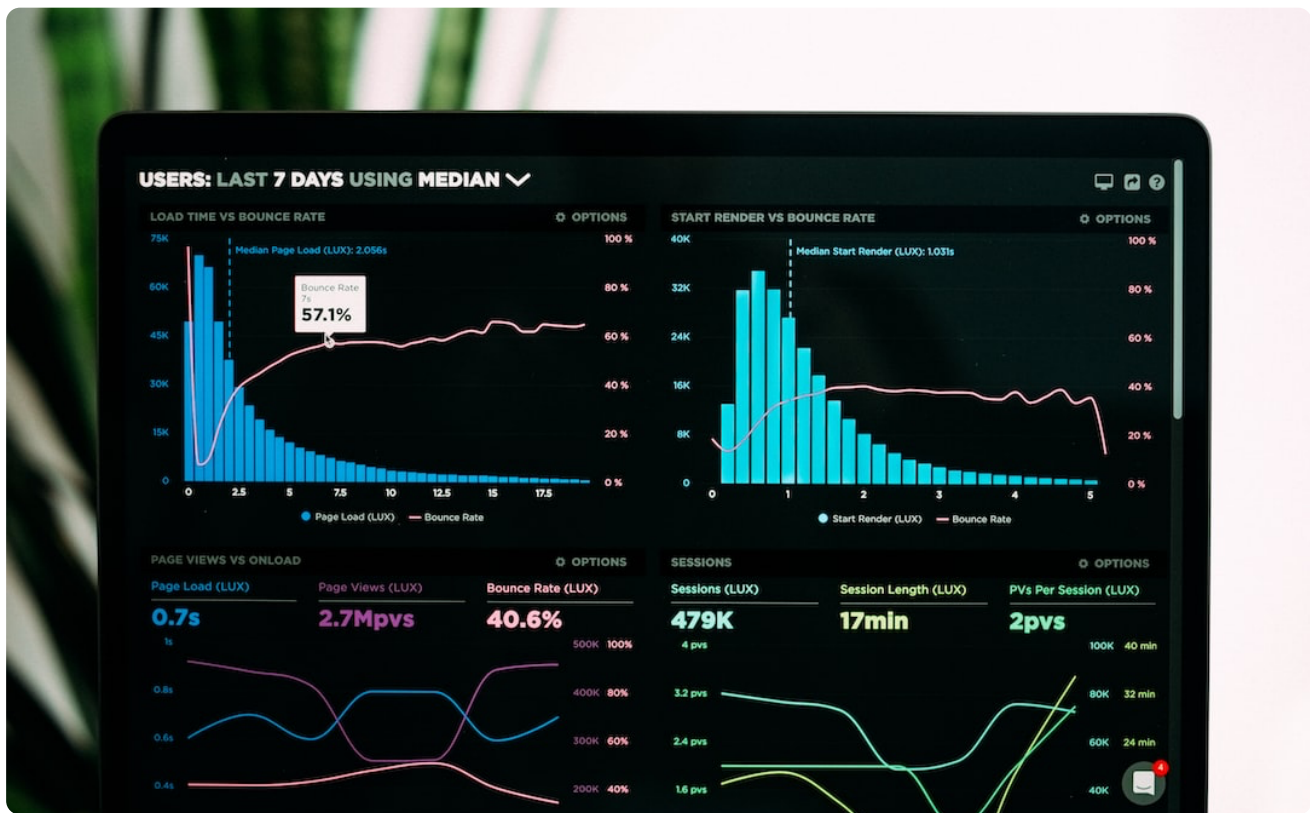 USERS: LAST 7 DAYS USING MEDIAN
LOAD TIME VS BOUNCE RATE
OPTIONS
75K
60K
45K
30K
15K
0
Median Page Load (LUX): 2.056s
Bounce Rate
7s
57.1%
100 %
80 %
60 %
40 %
20 %
0 %
0 2.5 5 7.5 10 12.5 15 17.5
Page Load (LUX) Bounce Rate
START RENDER VS BOUNCE RATE
OPTIONS
40K
32K
24K
16K
8K
0
Median Start Render (LUX): 1.031s
100 %
80 %
60 %
40 %
20 %
0 %
0 1 2 3 4 5
Start Render (LUX) Bounce Rate
PAGE VIEWS VS ONLOAD
OPTIONS
Page Load (LUX) Page Views (LUX) Bounce Rate (LUX)
0.7s 2.7Mpvs 40.6%
1s
0.8s
0.6s
0.4s
500K 100%
400K 80%
300K 60%
200K 40%
SESSIONS
OPTIONS
Sessions (LUX) Session Length (LUX) PVs Per Session (LUX)
479K 17min 2pvs
4 pvs
3.2 pvs
2.4 pvs
1.6 pvs
100K 40 min
80K 32 min
60K 24 min
40K
4